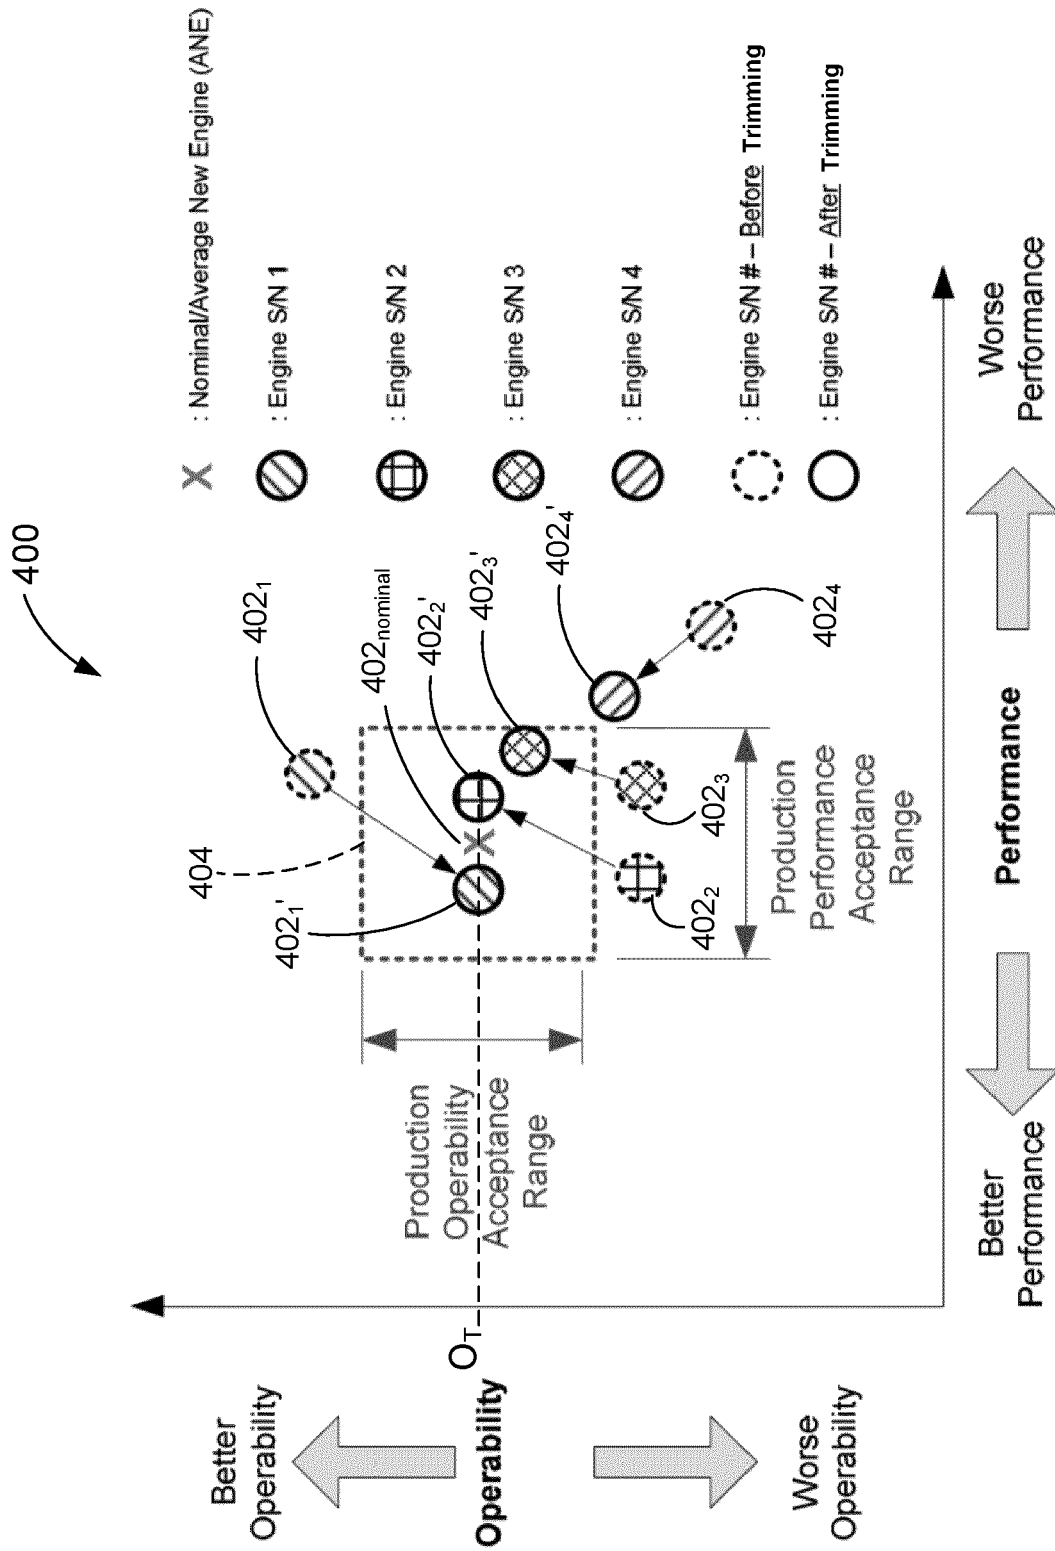 400
X : Nominal/Average New Engine (ANE)
: Engine S/N 1
: Engine S/N 2
: Engine S/N 3
: Engine S/N 4
: Engine S/N # – Before Trimming
: Engine S/N # – After Trimming
404
402₁
402₁'
402nominal
402₂'
402₃'
402₄'
402₂
402₃
402₄
Better
Operability
Operability
Worse
Operability
O_T
Production
Operability
Acceptance
Range
Production
Performance
Acceptance
Range
Better
Performance
Performance
Worse
Performance